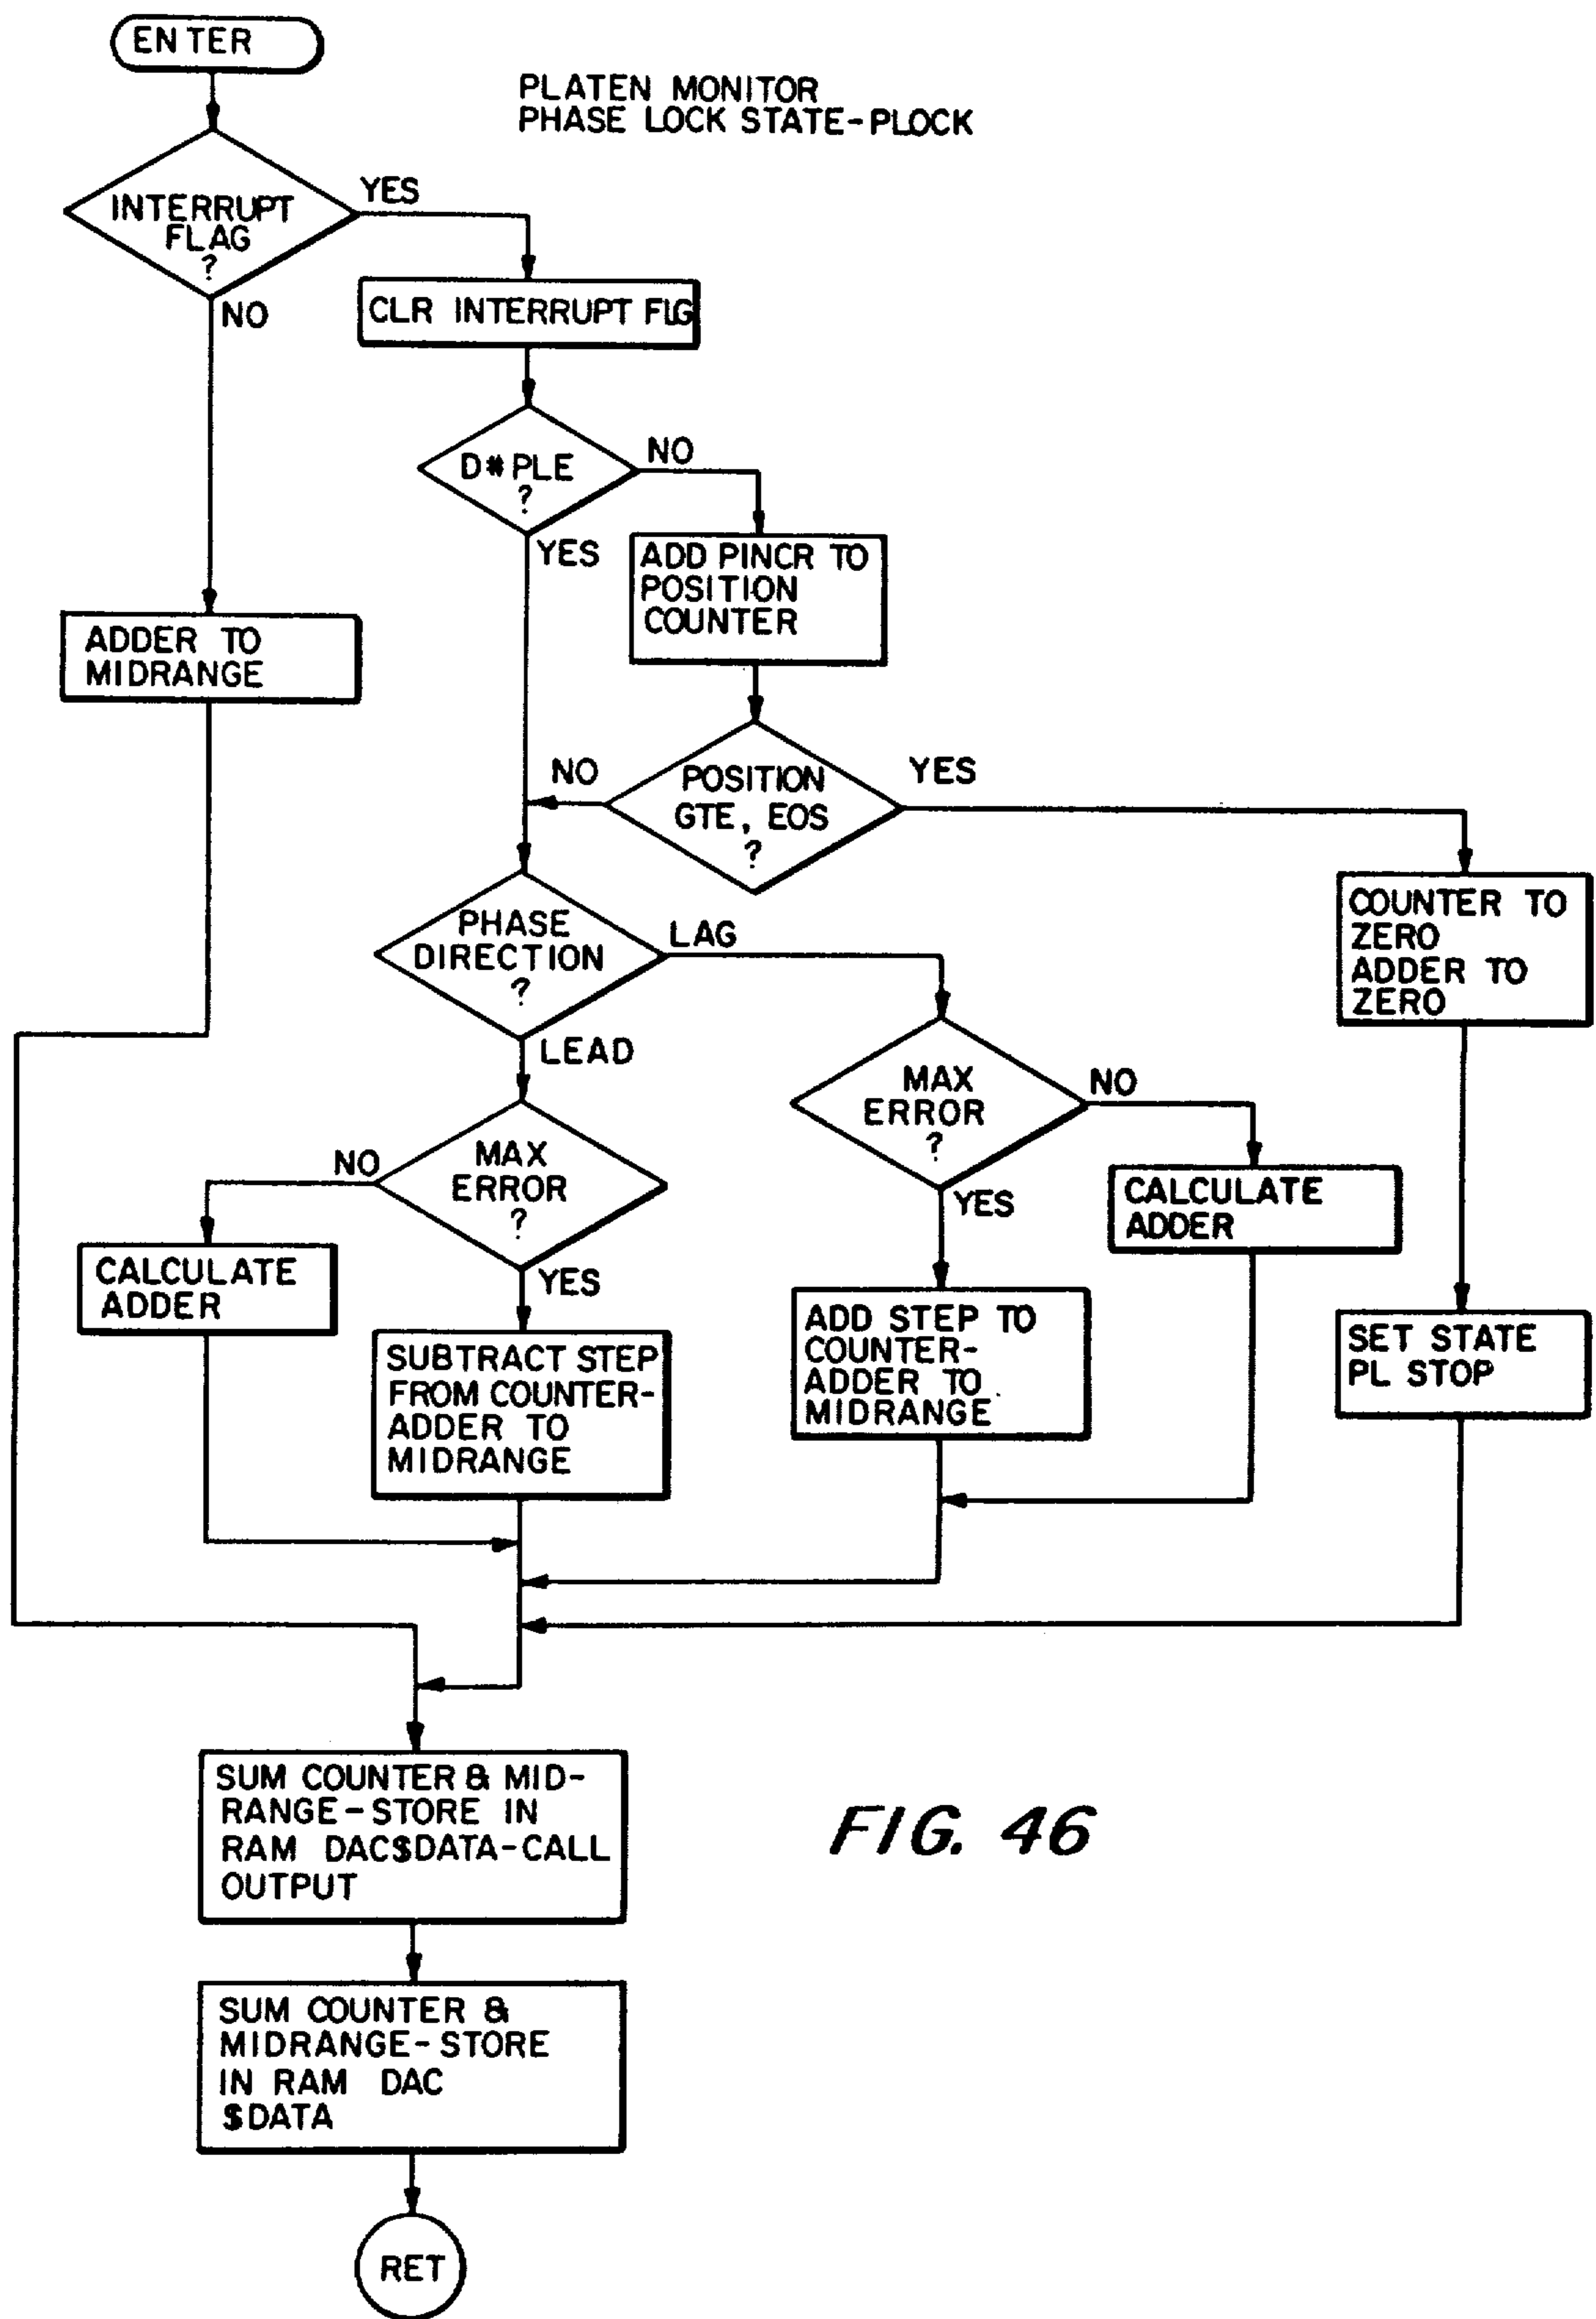 ENTER
PLATEN MONITOR
PHASE LOCK STATE-PLOCK
INTERRUPT
FLAG
?
YES
NO
CLR INTERRUPT FLG
D#PLE
?
NO
YES
ADD PINCR TO
POSITION
COUNTER
ADDER TO
MIDRANGE
POSITION
GTE, EOS
?
NO
YES
PHASE
DIRECTION
?
LAG
LEAD
COUNTER TO
ZERO
ADDER TO
ZERO
MAX
ERROR
?
NO
YES
MAX
ERROR
?
NO
YES
CALCULATE
ADDER
CALCULATE
ADDER
SUBTRACT STEP
FROM COUNTER-
ADDER TO
MIDRANGE
ADD STEP TO
COUNTER-
ADDER TO
MIDRANGE
SET STATE
PL STOP
SUM COUNTER & MID-
RANGE-STORE IN
RAM DAC$DATA-CALL
OUTPUT
FIG. 46
SUM COUNTER &
MIDRANGE-STORE
IN RAM DAC
$DATA
RET